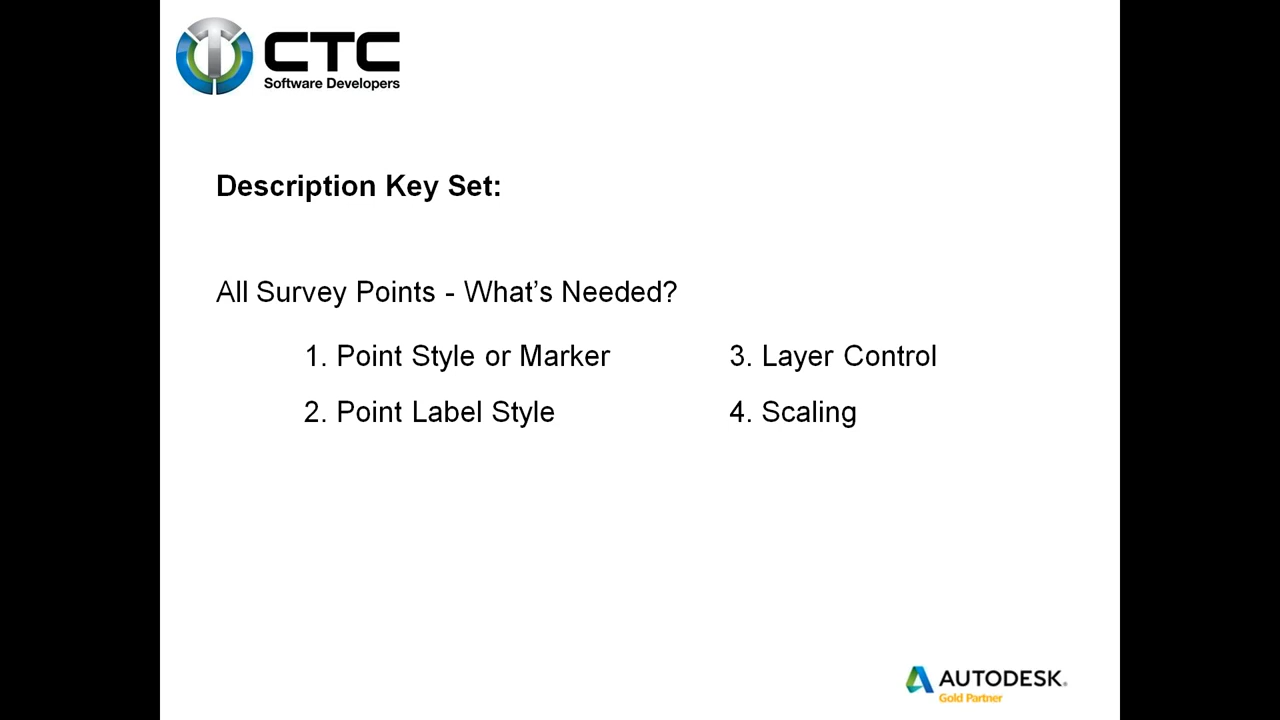 CTC
Software Developers
Description Key Set:
All Survey Points - What’s Needed?
1. Point Style or Marker
2. Point Label Style
3. Layer Control
4. Scaling
AUTODESK.
Gold Partner